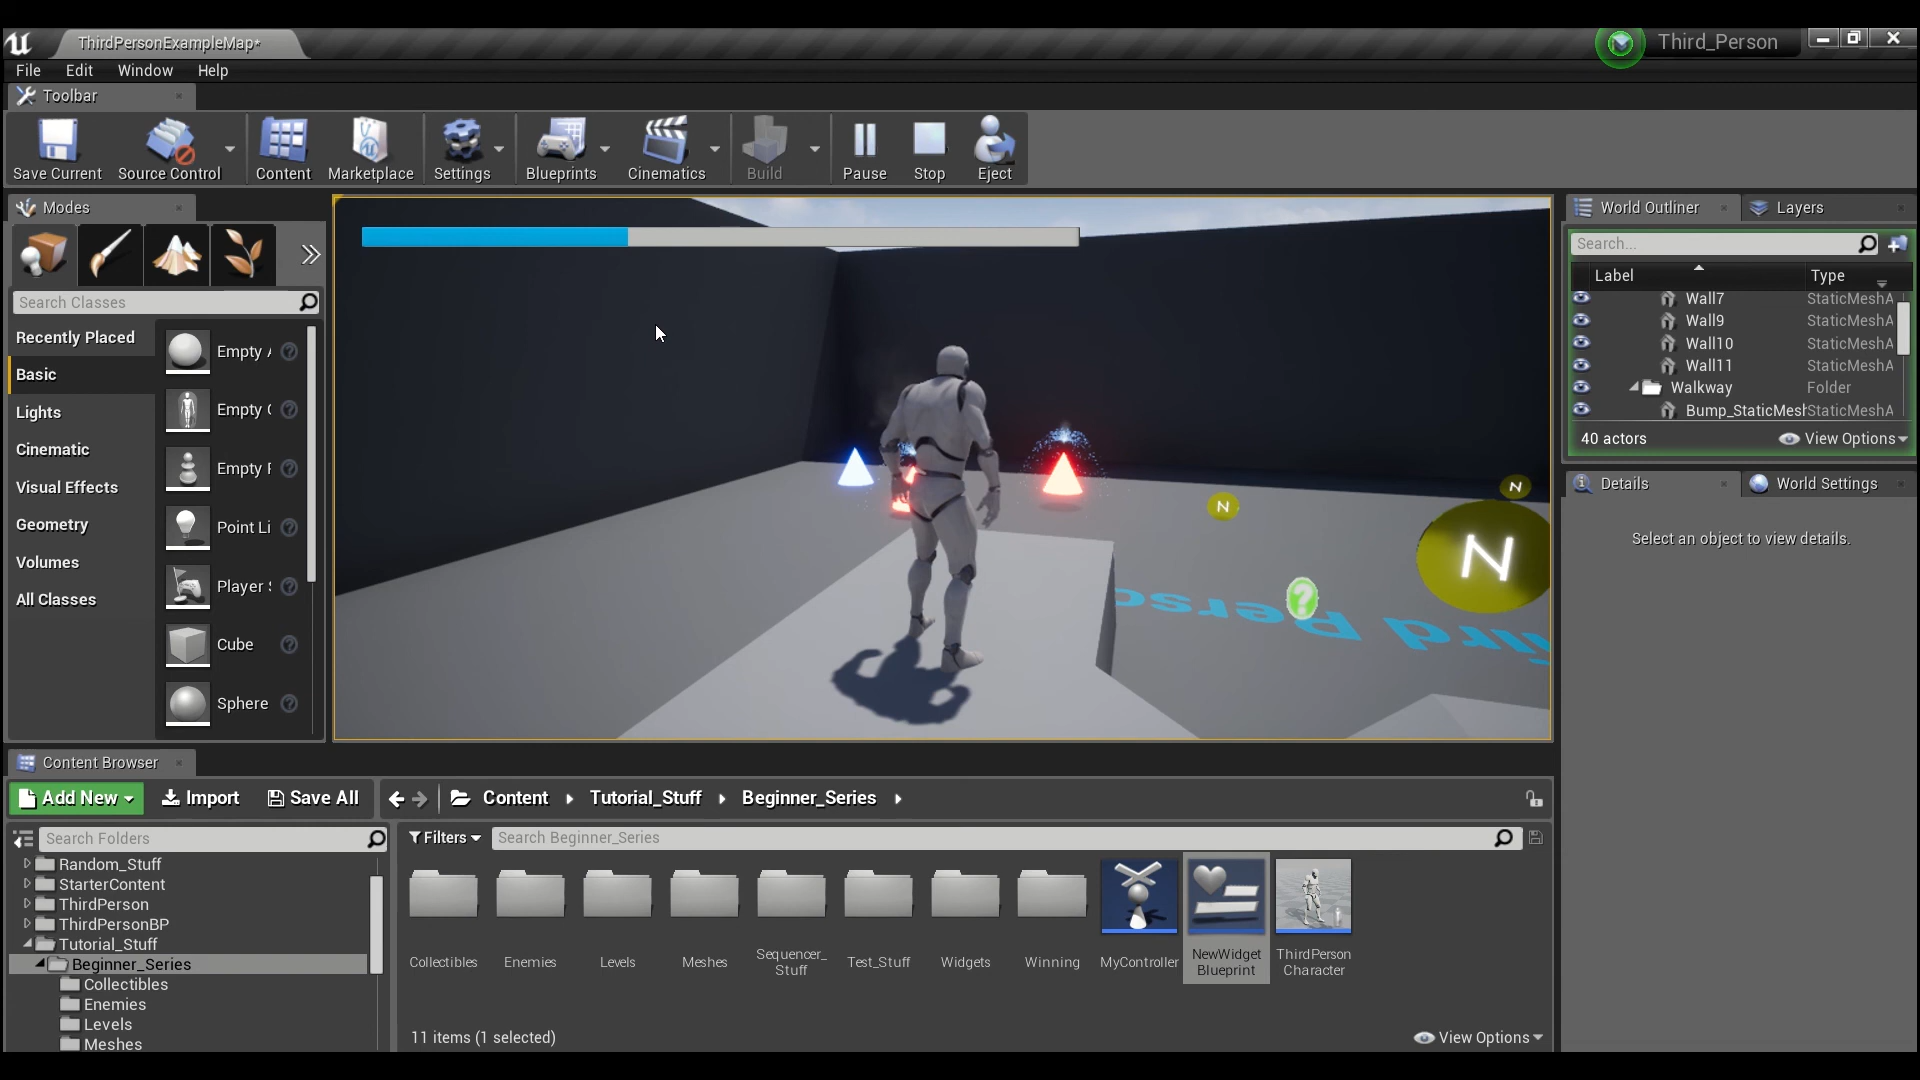 ThirdPersonExampleMap*
Third_Person
File Edit Window Help
Toolbar
Save Current Source Control Content Marketplace Settings Blueprints Cinematics Build Pause Stop Eject
Modes
Search Classes
Recently Placed
Basic
Lights
Cinematic
Visual Effects
Geometry
Volumes
All Classes
Empty A
Empty C
Empty F
Point Li
Player S
Cube
Sphere
N
N
N
?
World Outliner Layers
Search...
Label Type
Wall7 StaticMeshA
Wall9 StaticMeshA
Wall10 StaticMeshA
Wall11 StaticMeshA
Walkway Folder
Bump_StaticMesh StaticMeshA
40 actors View Options
Details World Settings
Select an object to view details.
Content Browser
Add New Import Save All Content Tutorial_Stuff Beginner_Series
Search Folders
Random_Stuff
StarterContent
ThirdPerson
ThirdPersonBP
Tutorial_Stuff
Beginner_Series
Collectibles
Enemies
Levels
Meshes
Filters Search Beginner_Series
Collectibles
Enemies
Levels
Meshes
Sequencer_
Stuff
Test_Stuff
Widgets
Winning
MyController
NewWidget
Blueprint
ThirdPerson
Character
11 items (1 selected) View Options